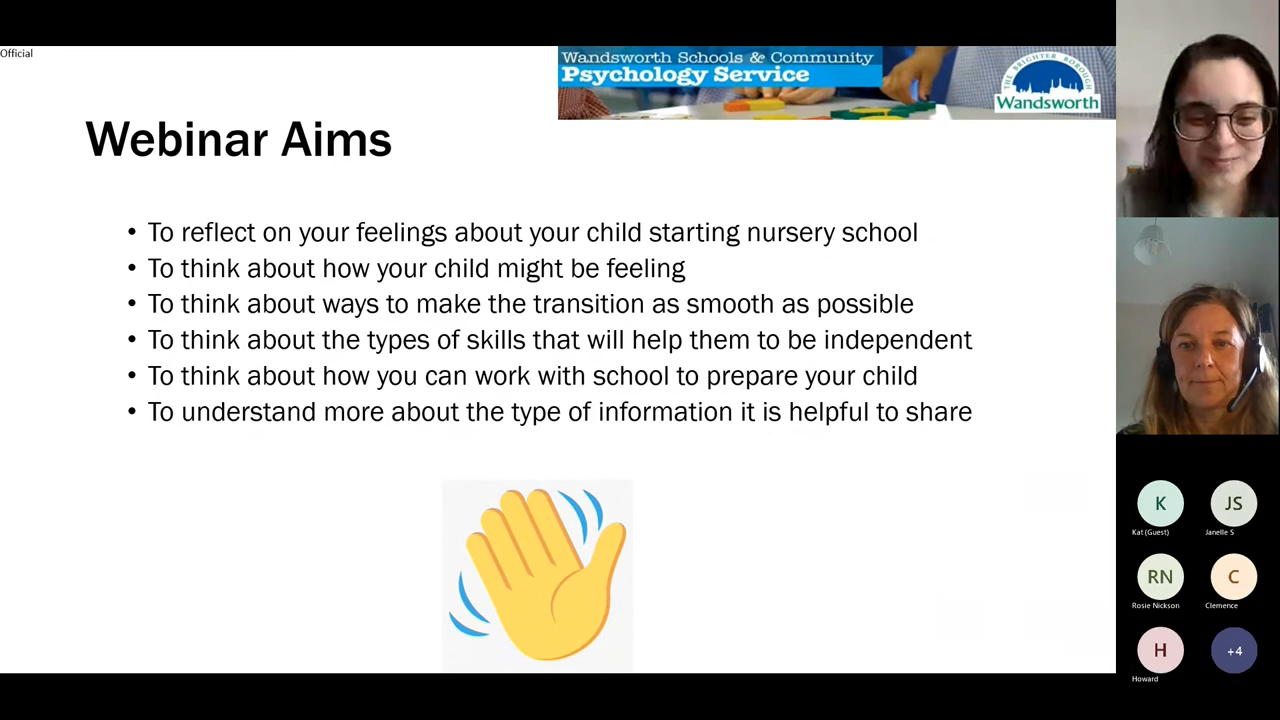 Official
Wandsworth Schools & Community
Psychology Service
THE BRIGHTER BOROUGH
Wandsworth
Webinar Aims
• To reflect on your feelings about your child starting nursery school
• To think about how your child might be feeling
• To think about ways to make the transition as smooth as possible
• To think about the types of skills that will help them to be independent
• To think about how you can work with school to prepare your child
• To understand more about the type of information it is helpful to share
K
JS
Kat (Guest)
Janelle S
RN
C
Rosie Nickson
Clemence
H
+4
Howard